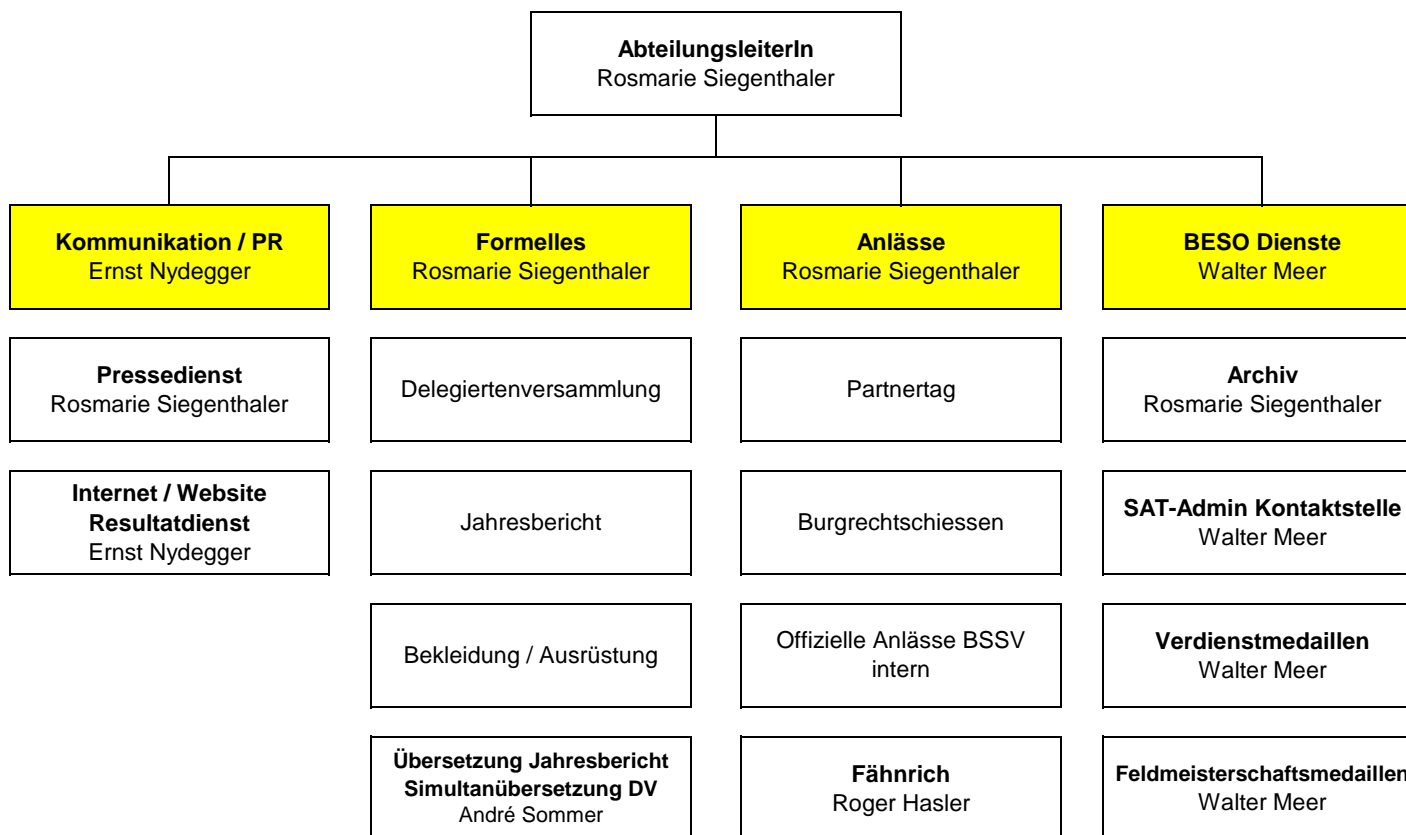 AbteilungsleiterIn
Rosmarie Siegenthaler
Kommunikation / PR
Ernst Nydegger
Formelles
Rosmarie Siegenthaler
Anlässe
Rosmarie Siegenthaler
BESO Dienste
Walter Meer
Pressedienst
Rosmarie Siegenthaler
Delegiertenversammlung
Partnertag
Archiv
Rosmarie Siegenthaler
Internet / Website
Resultatdienst
Ernst Nydegger
Jahresbericht
Burgrechtschiessen
SAT-Admin Kontaktstelle
Walter Meer
Bekleidung / Ausrüstung
Offizielle Anlässe BSSV
intern
Verdienstmedaillen
Walter Meer
Übersetzung Jahresbericht
Simultanübersetzung DV
André Sommer
Fähnrich
Roger Hasler
Feldmeisterschaftsmedaillen
Walter Meer